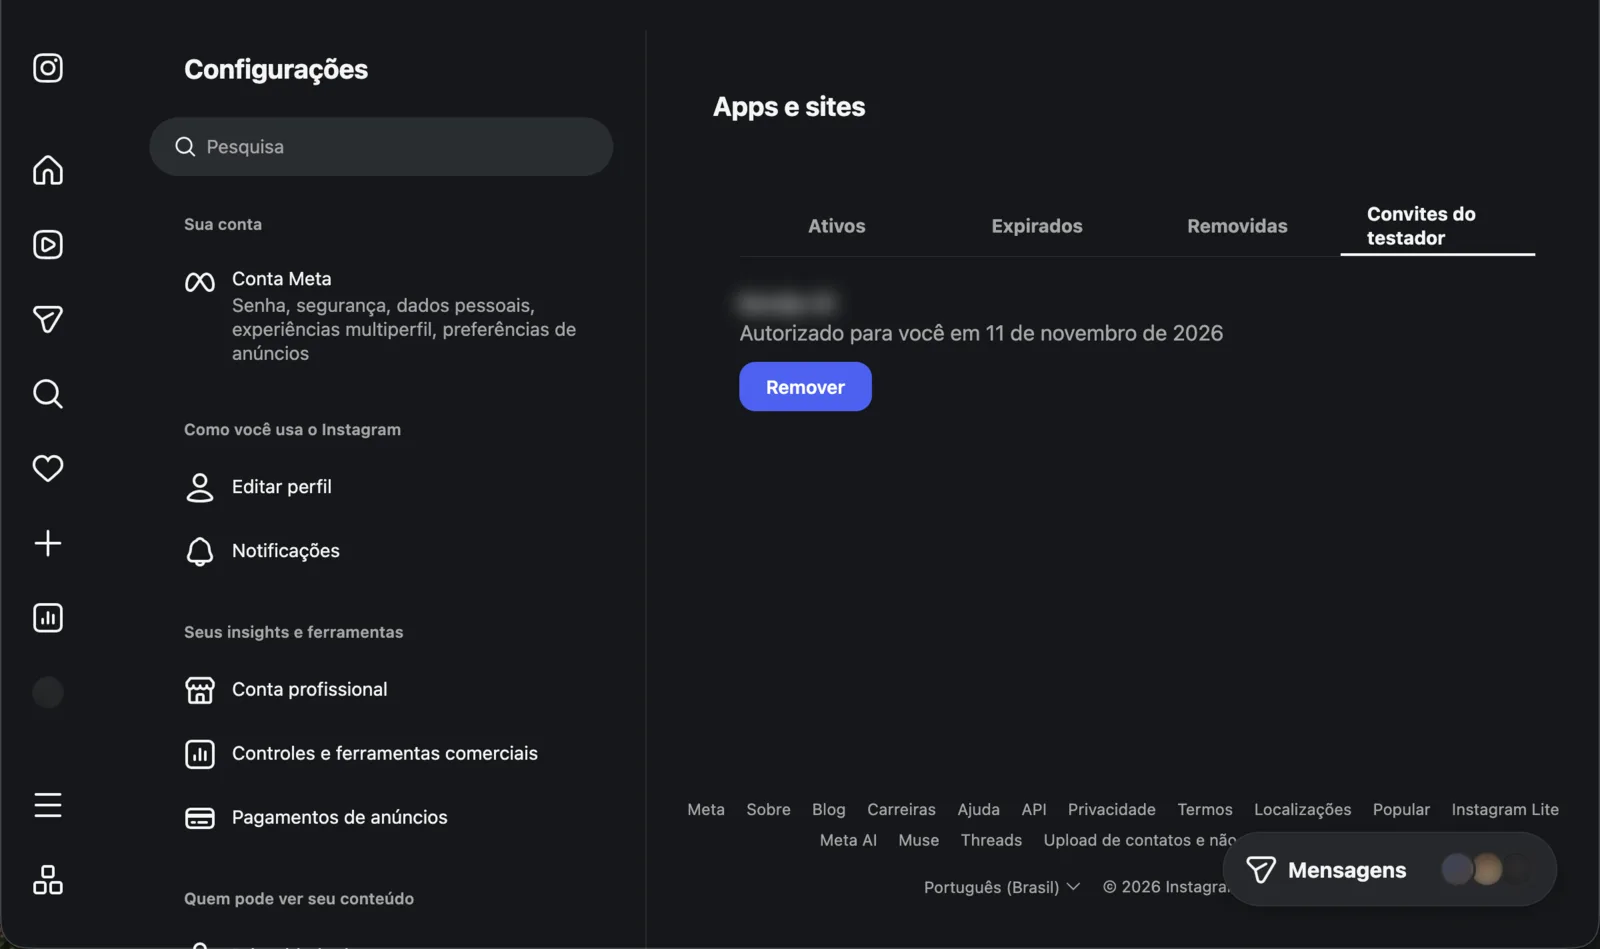 Configurações
Pesquisa
Sua conta
Conta Meta
Senha, segurança, dados pessoais,
experiências multiperfil, preferências de
anúncios
Como você usa o Instagram
Editar perfil
Notificações
Seus insights e ferramentas
Conta profissional
Controles e ferramentas comerciais
Pagamentos de anúncios
Quem pode ver seu conteúdo
Apps e sites
Ativos
Expirados
Removidas
Convites do
testador
Autorizado para você em 11 de novembro de 2026
Remover
Meta Sobre Blog Carreiras Ajuda API Privacidade Termos Localizações Popular Instagram Lite
Meta AI Muse Threads Upload de contatos e não
Português (Brasil) © 2026 Instagra
Mensagens